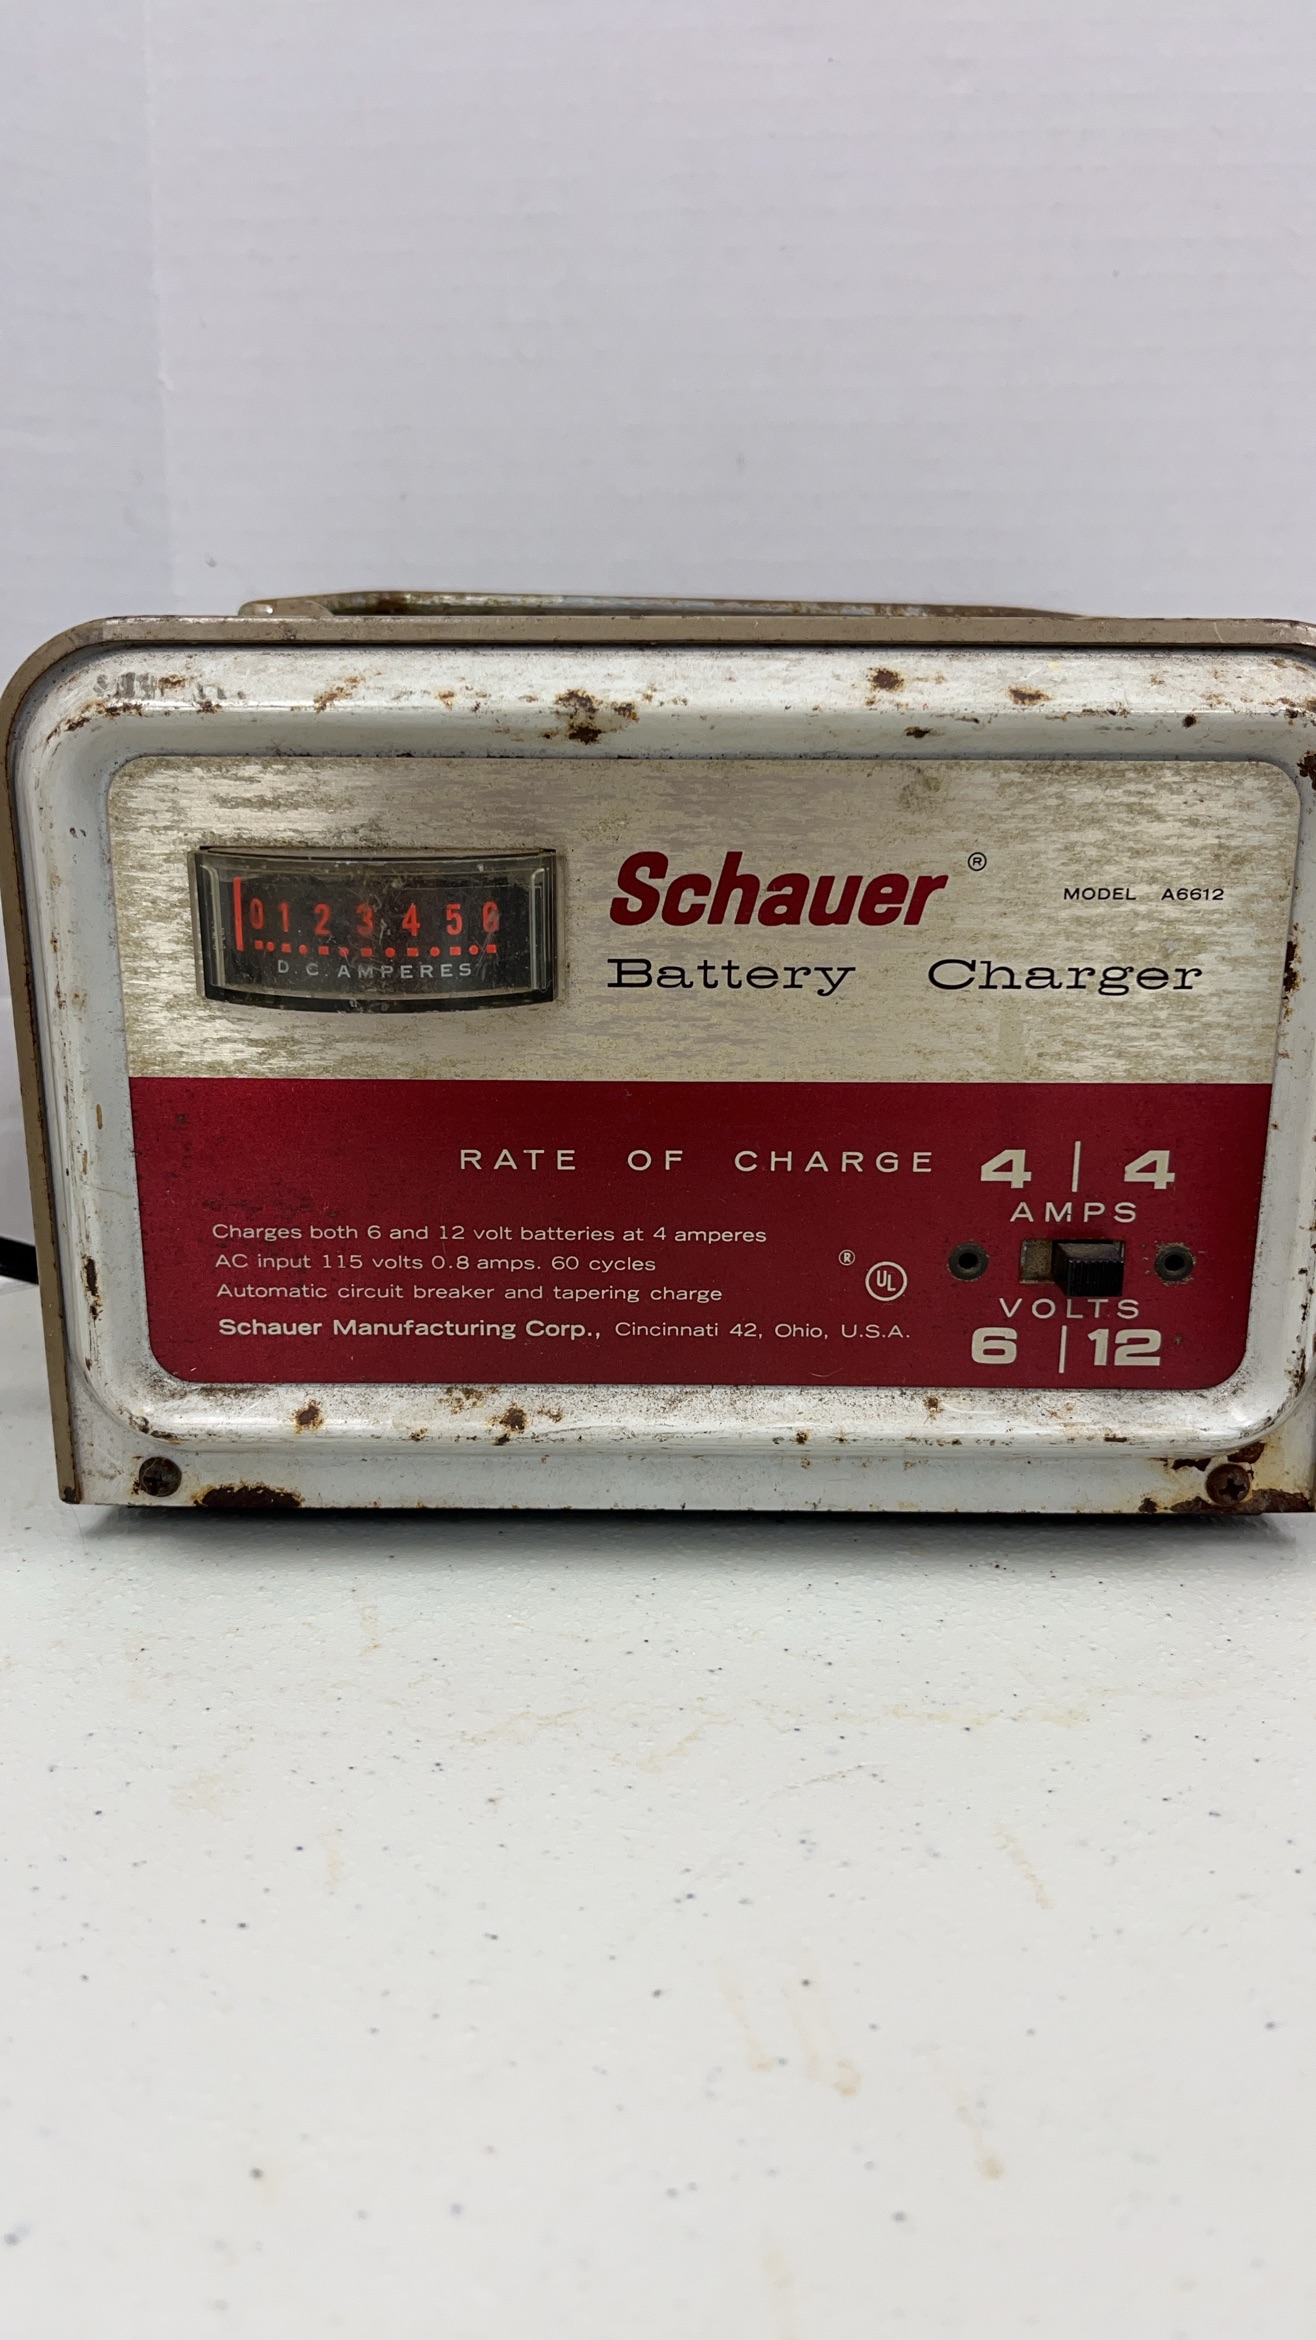 Schauer ®
MODEL A6612
Battery Charger
0 1 2 3 4 5 6
D.C. AMPERES
RATE OF CHARGE 4 | 4
AMPS
Charges both 6 and 12 volt batteries at 4 amperes
AC input 115 volts 0.8 amps. 60 cycles
Automatic circuit breaker and tapering charge
® UL
Schauer Manufacturing Corp., Cincinnati 42, Ohio, U.S.A.
VOLTS
6 | 12